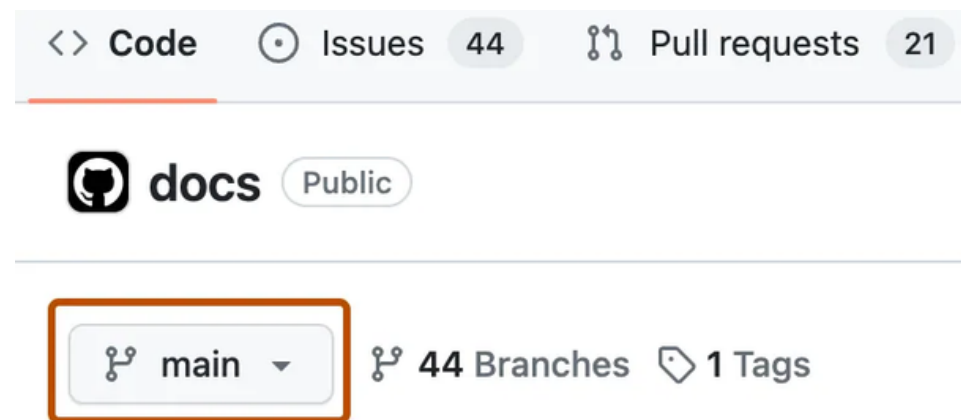 Code Issues 44 Pull requests 21
docs Public
main 44 Branches 1 Tags